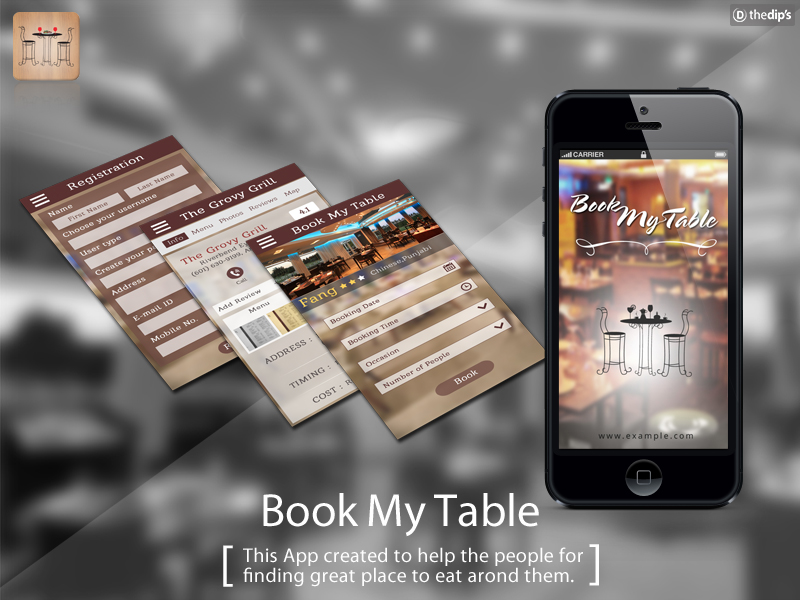 thedip's
Registration
Name
First Name
Last Name
Choose your username
User type
Create your p
Address
E-mail ID
Mobile No.
The Grovy Grill
Info Menu Photos Reviews Map
The Grovy Grill
4.1
Riverbend
(601) 630-9199, A
Call
Add Review
Menu
ADDRESS :
TIMING :
COST :
Book My Table
Fang
Chinese,Punjabi
Booking Date
Booking Time
Occasion
Number of People
Book
CARRIER
Book My Table
www.example.com
Book My Table
[ This App created to help the people for
finding great place to eat arond them. ]